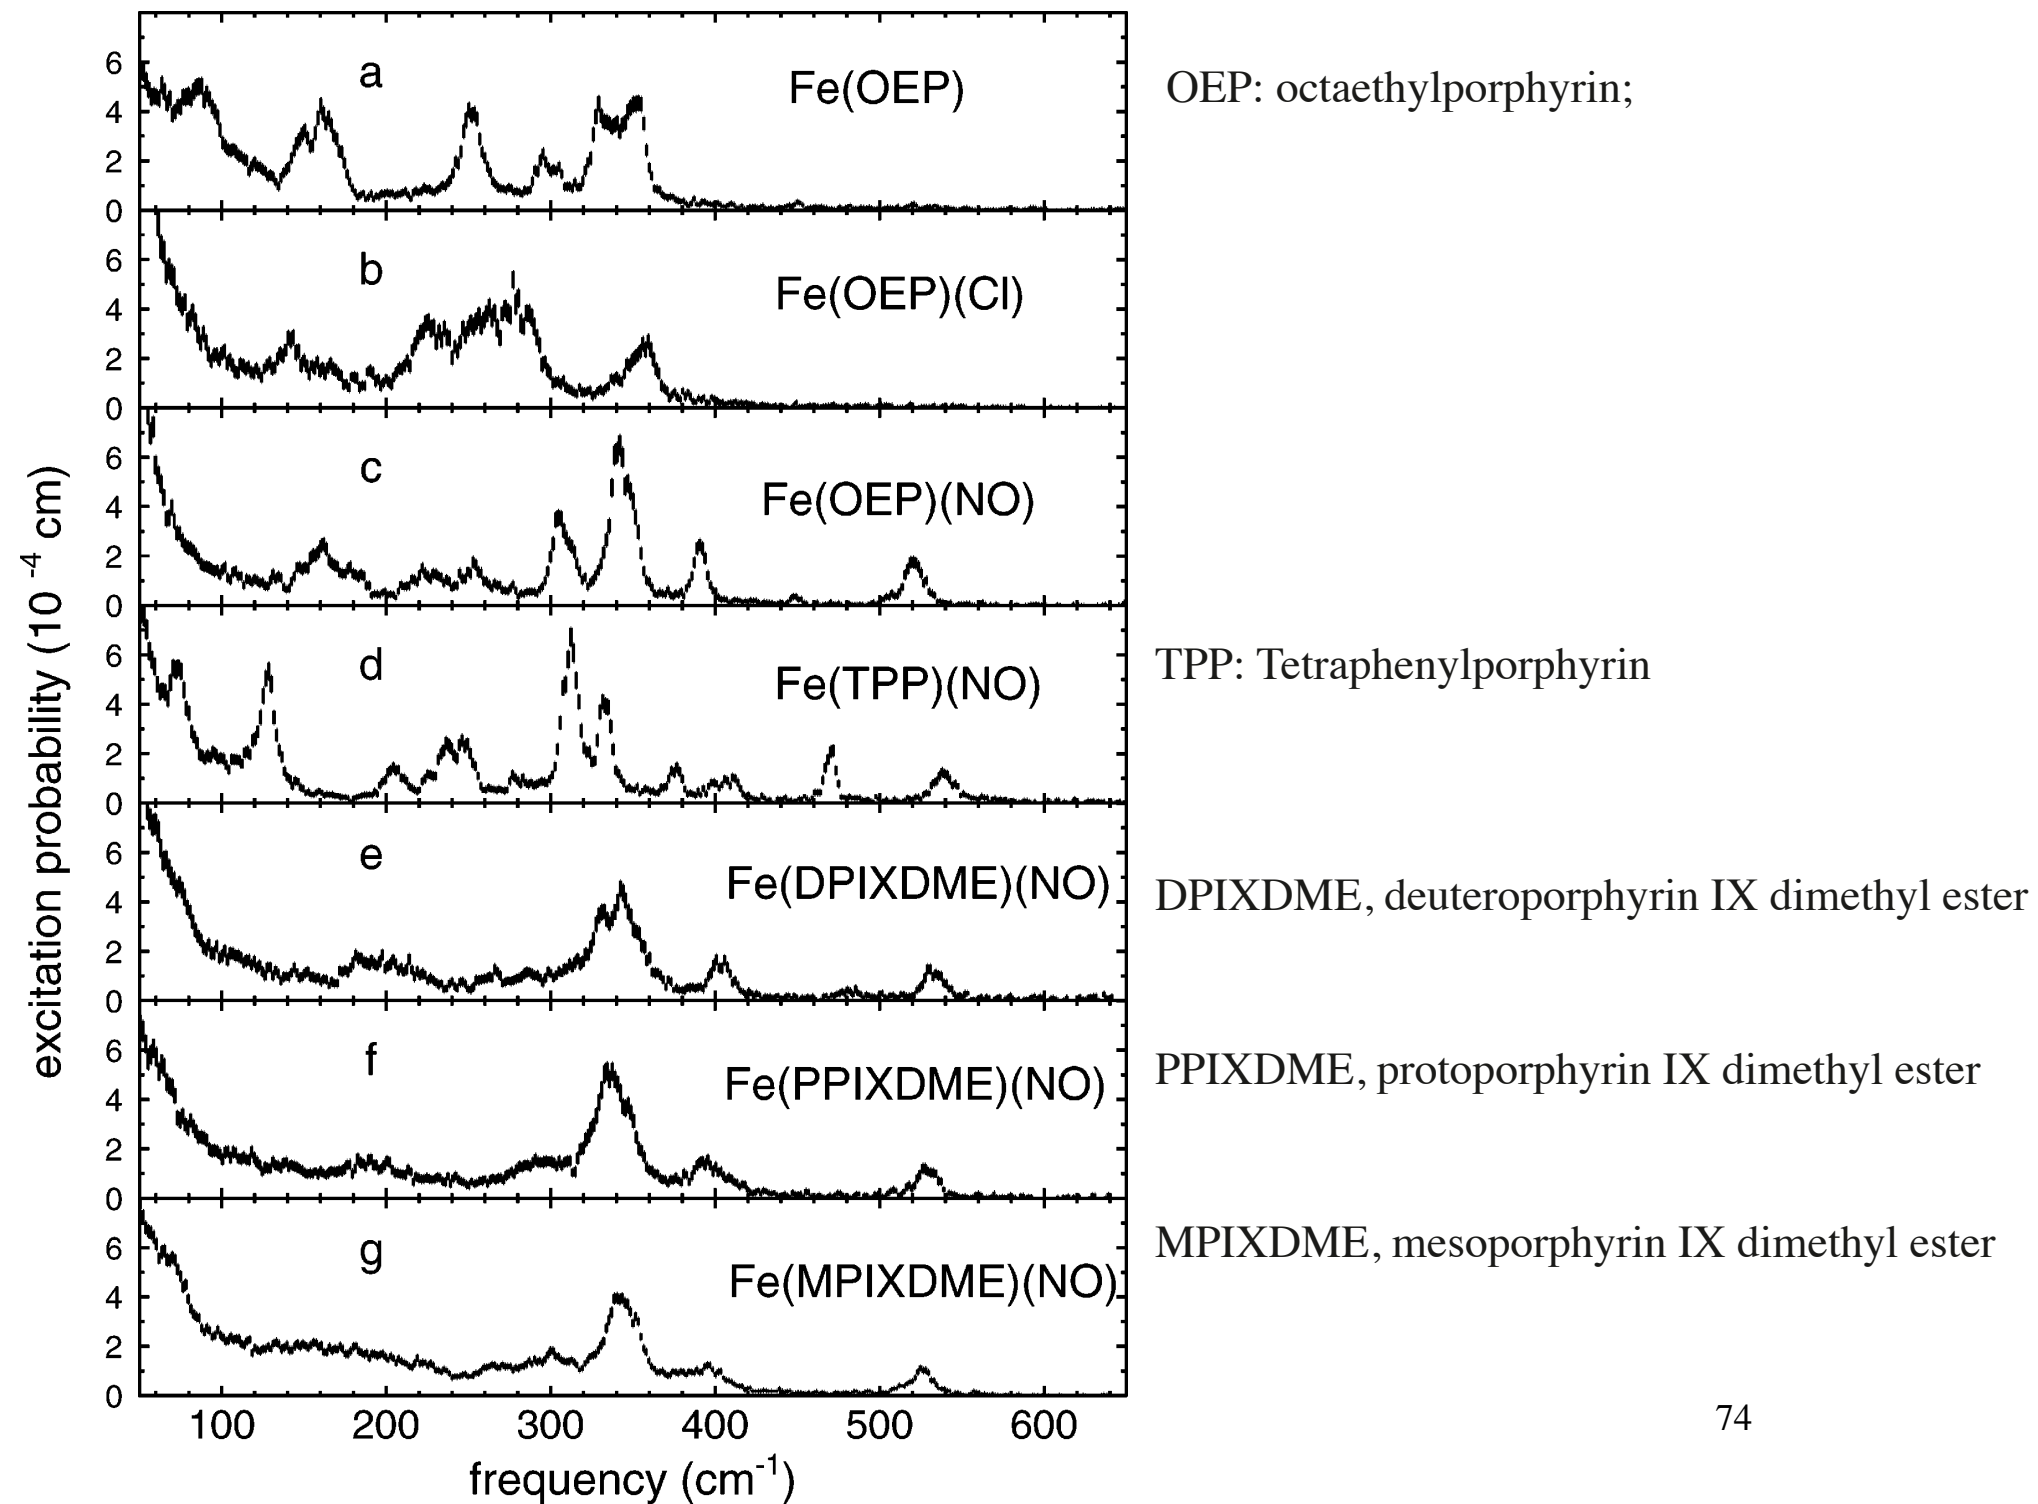 a
Fe(OEP)
OEP: octaethylporphyrin;
6
4
2
0
b
Fe(OEP)(Cl)
6
4
2
0
c
Fe(OEP)(NO)
6
4
2
0
d
Fe(TPP)(NO)
TPP: Tetraphenylporphyrin
6
4
2
0
e
Fe(DPIXDME)(NO)
DPIXDME, deuteroporphyrin IX dimethyl ester
6
4
2
0
f
Fe(PPIXDME)(NO)
PPIXDME, protoporphyrin IX dimethyl ester
6
4
2
0
g
Fe(MPIXDME)(NO)
MPIXDME, mesoporphyrin IX dimethyl ester
6
4
2
0
excitation probability (10 -4 cm)
100 200 300 400 500 600
frequency (cm-1)
74